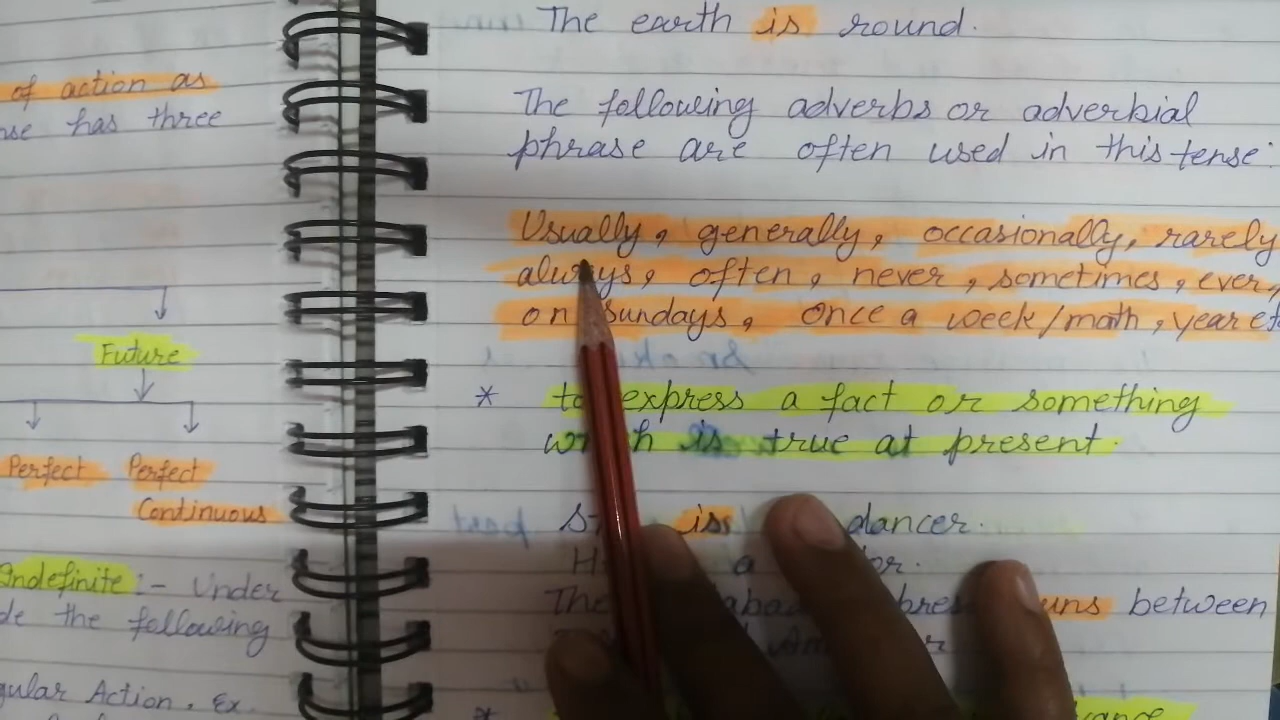 of action as
has three
Future
Perfect Perfect
Continuous
Indefinite :- Under
the following
Action. Ex.
The earth is round.
The following adverbs or adverbial
phrase are often used in this tense:
Usually, generally, occasionally, rarely
always, often, never, sometimes, ever,
on Sundays, Once a week/math, year
* to express a fact or something
which is true at present.
is dancer.
a
The between
*